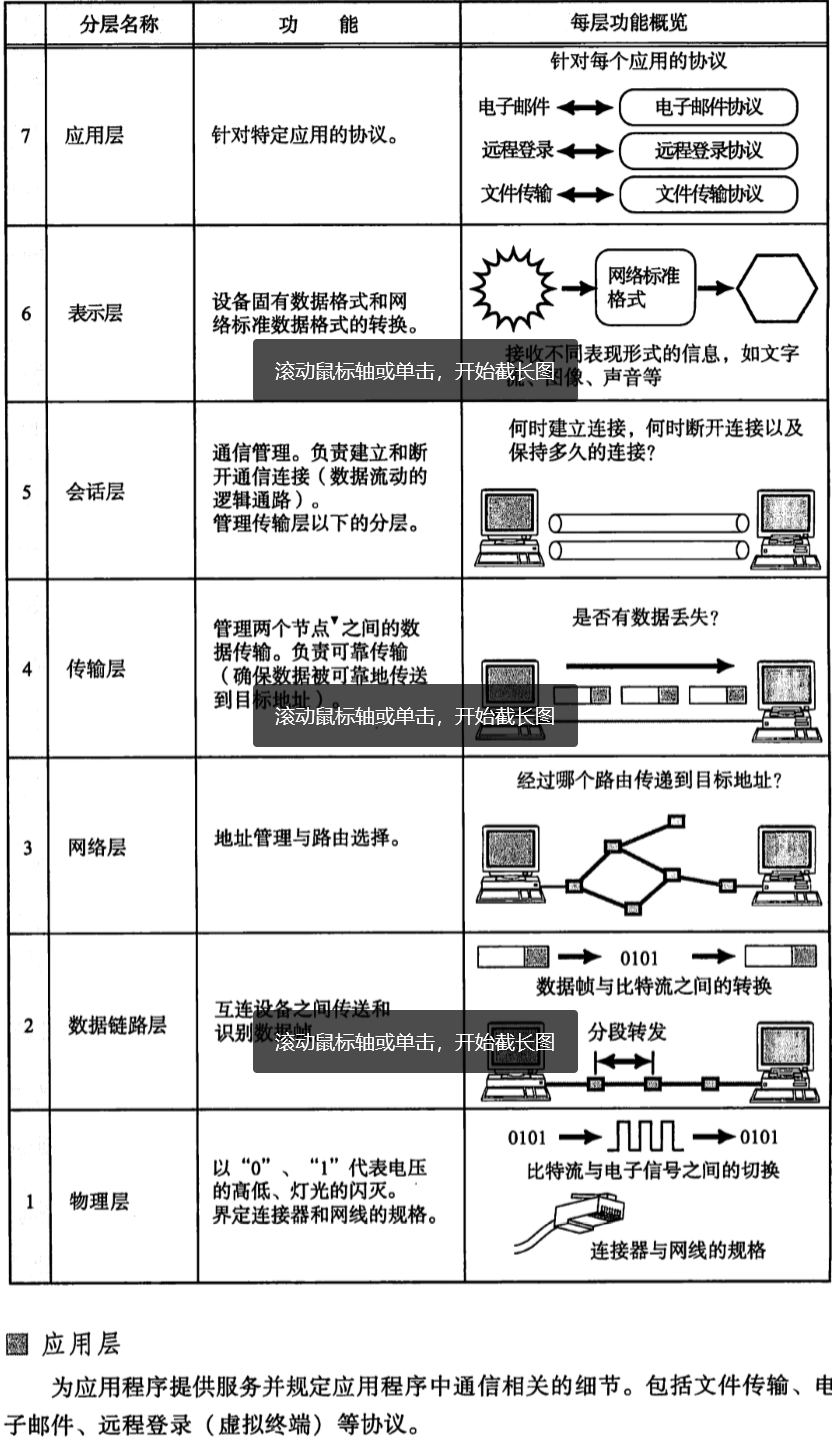 分层名称 功 能 每层功能概览
针对每个应用的协议
7 应用层 针对特定应用的协议。
电子邮件 电子邮件协议
远程登录 远程登录协议
文件传输 文件传输协议
6 表示层
设备固有数据格式和网
络标准数据格式的转换。
网络标准
格式
接收不同表现形式的信息，如文字
流、图像、声音等
滚动鼠标轴或单击，开始截长图
5 会话层
通信管理。负责建立和断
开通信连接（数据流动的
逻辑通路）。
管理传输层以下的分层。
何时建立连接，何时断开连接以及
保持多久的连接？
4 传输层
管理两个节点▼之间的数
据传输。负责可靠传输
（确保数据被可靠地传送
到目标地址）。
是否有数据丢失？
滚动鼠标轴或单击，开始截长图
3 网络层 地址管理与路由选择。
经过哪个路由传递到目标地址？
2 数据链路层
互连设备之间传送和
识别数据帧
0101
数据帧与比特流之间的转换
分段转发
滚动鼠标轴或单击，开始截长图
1 物理层
以“0”、“1”代表电压
的高低、灯光的闪灭。
界定连接器和网线的规格。
0101 0101
比特流与电子信号之间的切换
连接器与网线的规格
应用层
为应用程序提供服务并规定应用程序中通信相关的细节。包括文件传输、电
子邮件、远程登录（虚拟终端）等协议。